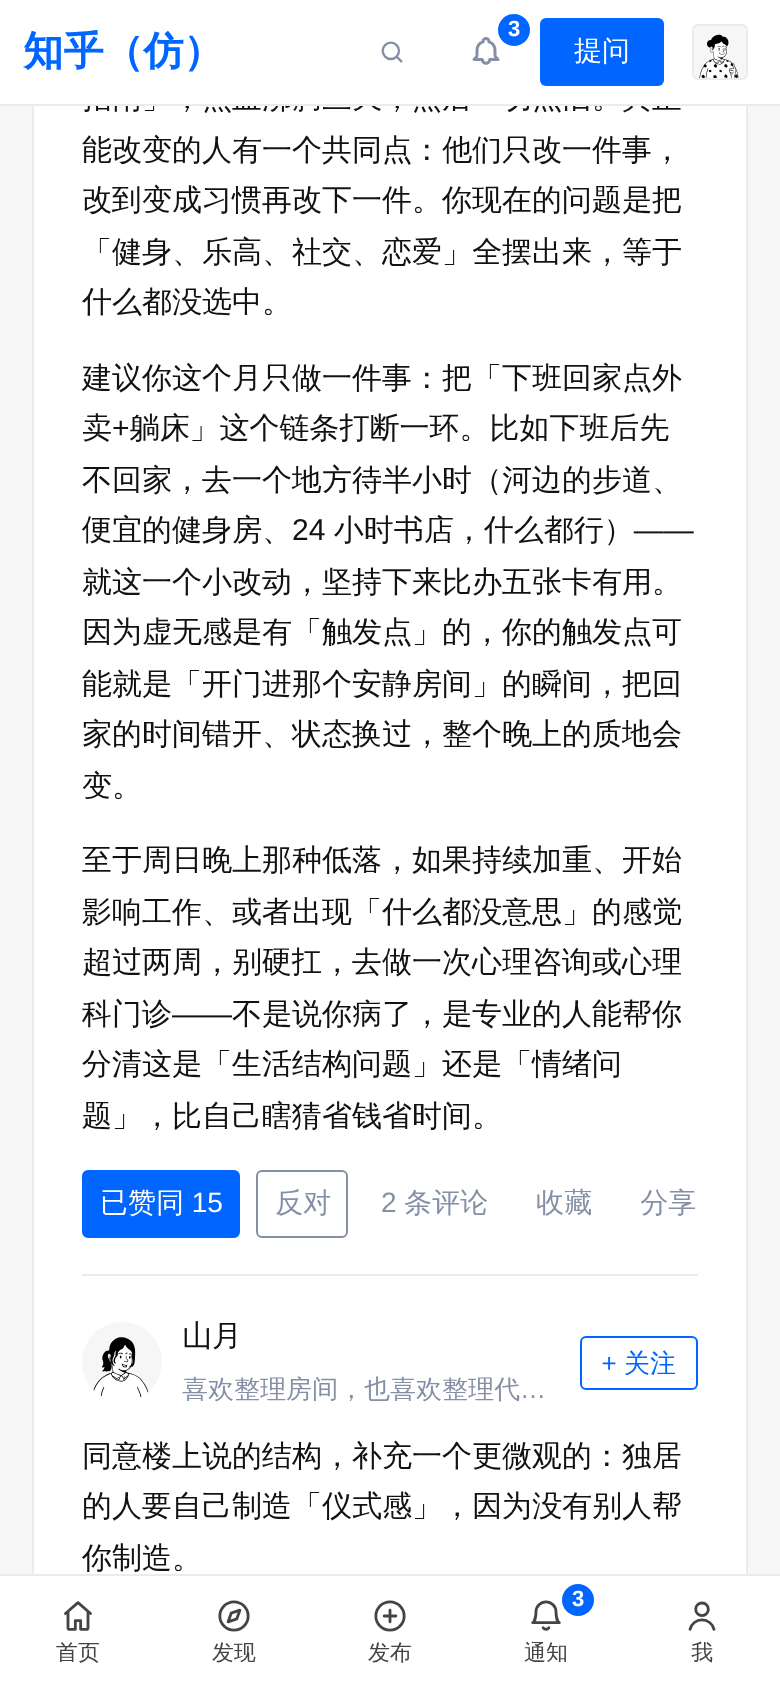 知乎（仿）
3
提问
能改变的人有一个共同点：他们只改一件事，
改到变成习惯再改下一件。你现在的问题是把
「健身、乐高、社交、恋爱」全摆出来，等于
什么都没选中。
建议你这个月只做一件事：把「下班回家点外
卖+躺床」这个链条打断一环。比如下班后先
不回家，去一个地方待半小时（河边的步道、
便宜的健身房、24 小时书店，什么都行）——
就这一个小改动，坚持下来比办五张卡有用。
因为虚无感是有「触发点」的，你的触发点可
能就是「开门进那个安静房间」的瞬间，把回
家的时间错开、状态换过，整个晚上的质地会
变。
至于周日晚上那种低落，如果持续加重、开始
影响工作、或者出现「什么都没意思」的感觉
超过两周，别硬扛，去做一次心理咨询或心理
科门诊——不是说你病了，是专业的人能帮你
分清这是「生活结构问题」还是「情绪问
题」，比自己瞎猜省钱省时间。
已赞同 15
反对
2 条评论
收藏
分享
山月
喜欢整理房间，也喜欢整理代...
+ 关注
同意楼上说的结构，补充一个更微观的：独居
的人要自己制造「仪式感」，因为没有别人帮
你制造。
首页
发现
发布
3
通知
我